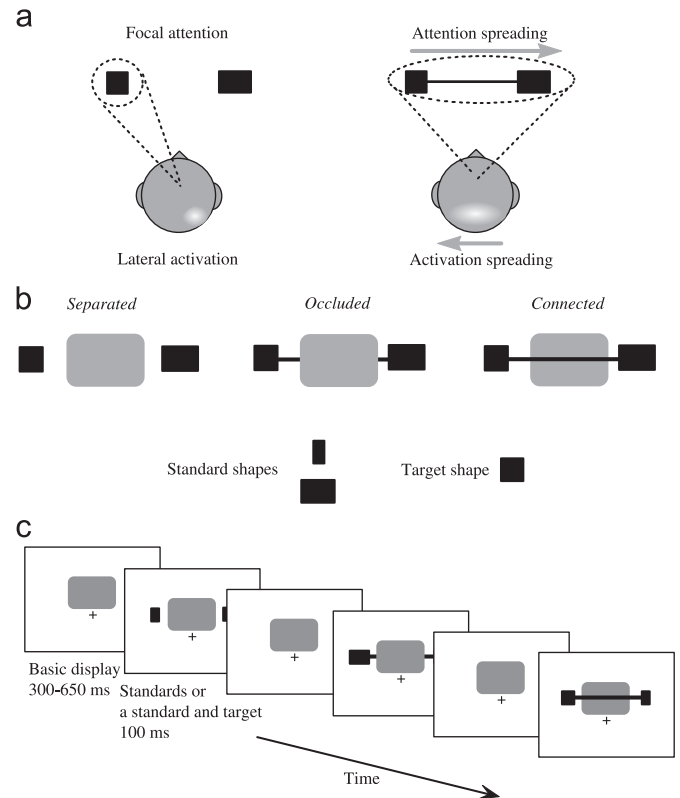 a
Focal attention
Attention spreading
Lateral activation
Activation spreading
b
Separated
Occluded
Connected
Standard shapes
Target shape
c
Basic display
300-650 ms
Standards or
a standard and target
100 ms
Time